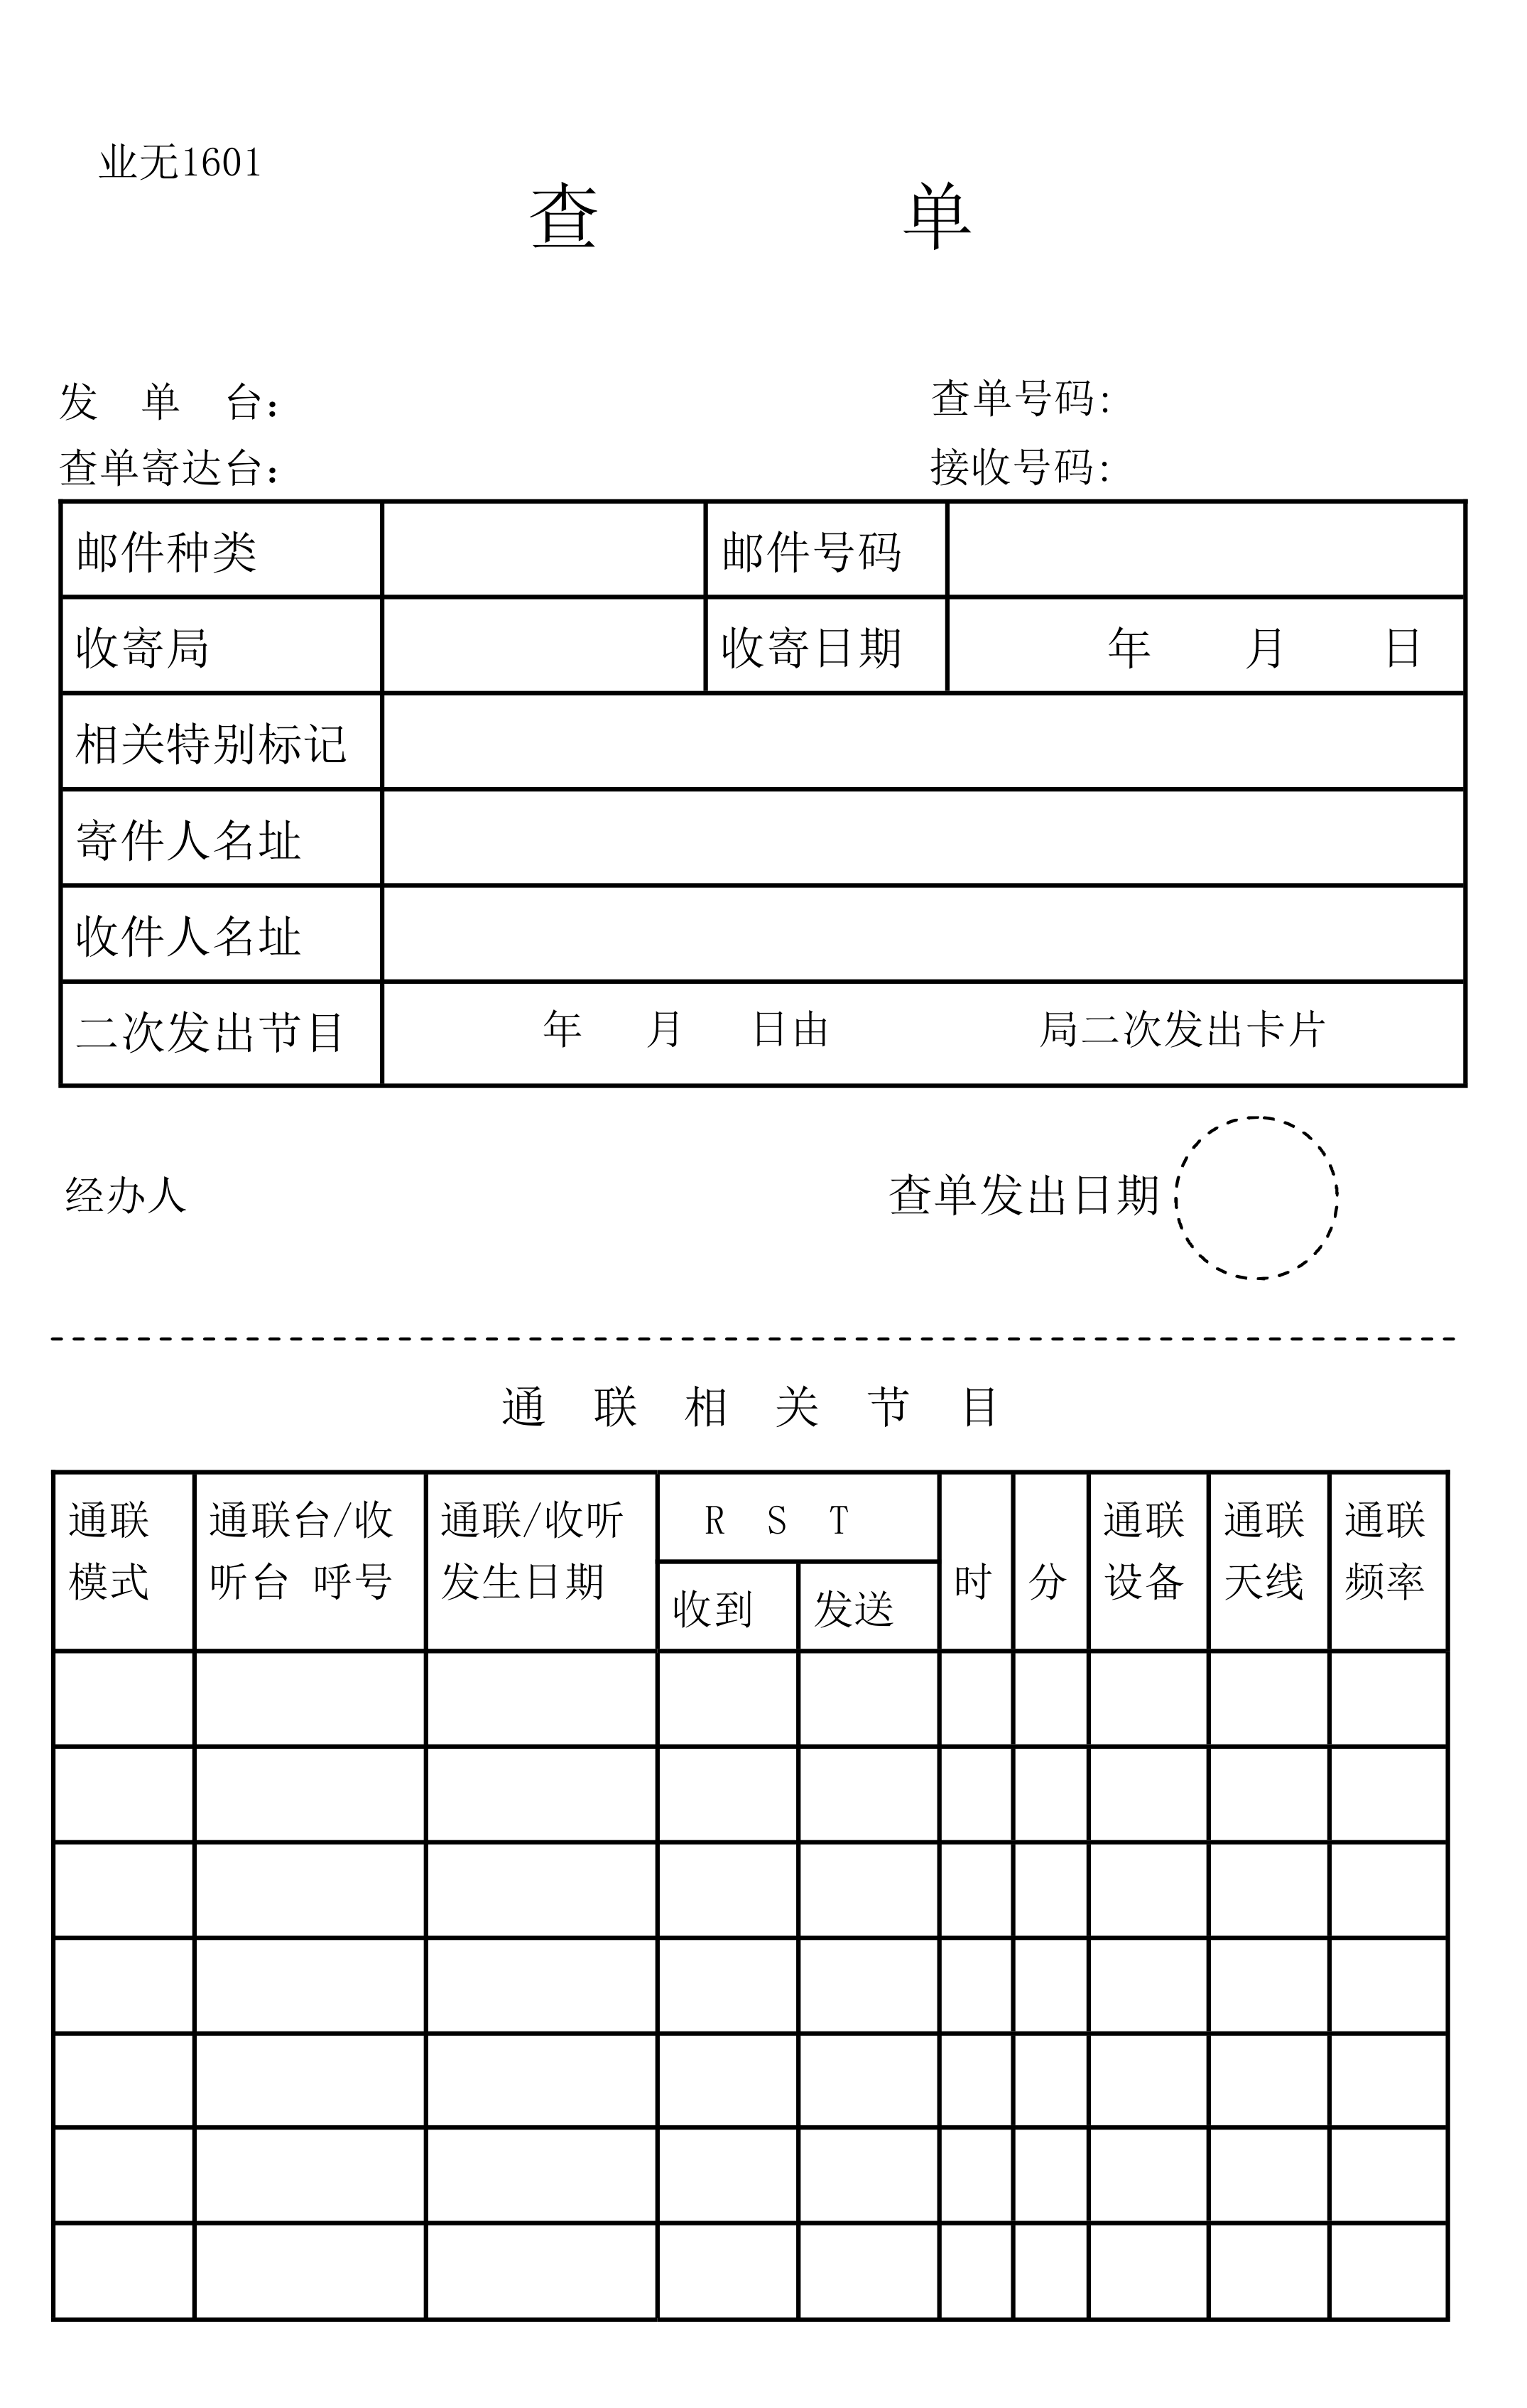 业无1601
查 单
发 单 台： 查单号码：
查单寄达台： 接收号码：
邮件种类 邮件号码
收寄局 收寄日期 年 月 日
相关特别标记
寄件人名址
收件人名址
二次发出节目 年 月 日由 局二次发出卡片
经办人 查单发出日期
通 联 相 关 节 目
通联模式 通联台/收听台 呼号 通联/收听发生日期 R S T 时 分 通联设备 通联天线 通联频率
收到 发送